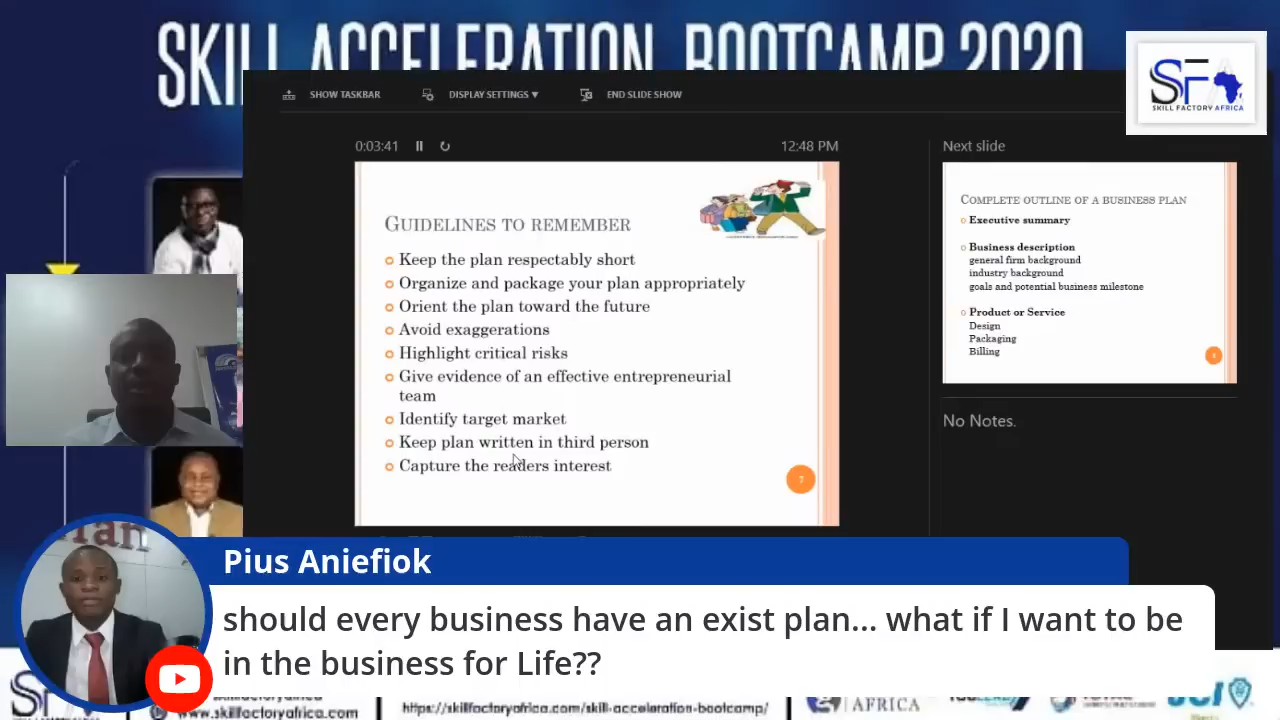 SKILL ACCELERATION BOOTCAMP 2020
SFA
SKILL FACTORY AFRICA
SHOW TASKBAR
DISPLAY SETTINGS ▼
END SLIDE SHOW
0:03:41
12:48 PM
GUIDELINES TO REMEMBER
Keep the plan respectably short
Organize and package your plan appropriately
Orient the plan toward the future
Avoid exaggerations
Highlight critical risks
Give evidence of an effective entrepreneurial
team
Identify target market
Keep plan written in third person
Capture the readers interest
7
Next slide
COMPLETE OUTLINE OF A BUSINESS PLAN
Executive summary
Business description
general firm background
industry background
goals and potential business milestone
Product or Service
Design
Packaging
Billing
8
No Notes.
Pius Aniefiok
should every business have an exist plan... what if I want to be
in the business for Life??
www.skillfactoryafrica.com
https://skillfactoryafrica.com/skill-acceleration-bootcamp/
AFRICA
JCI